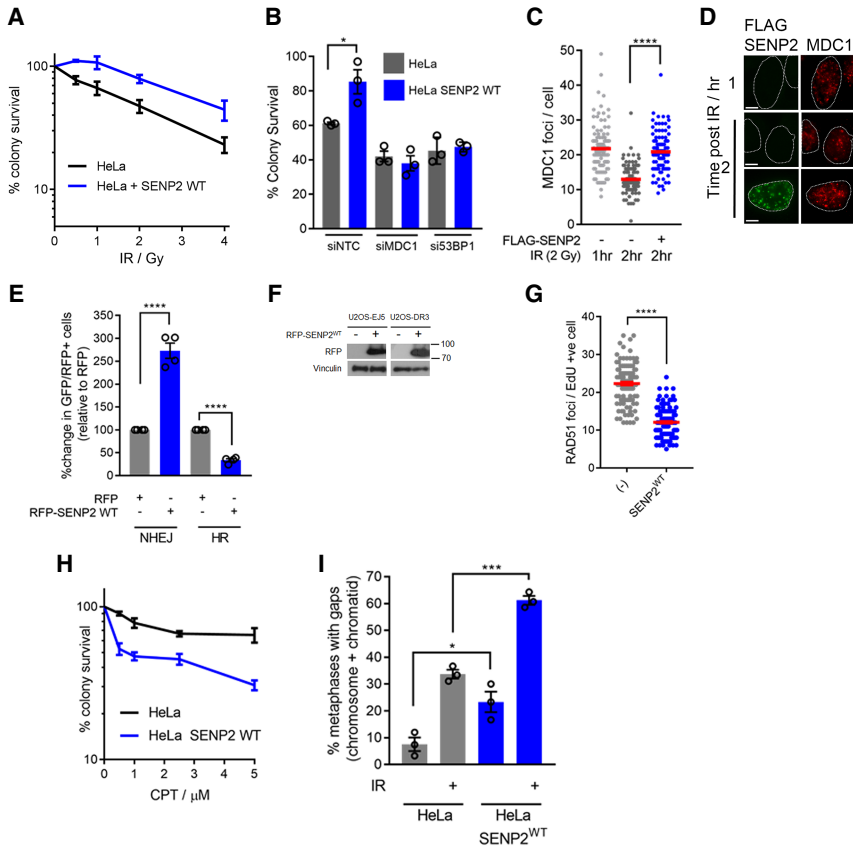 A
% colony survival
100
10
HeLa
HeLa + SENP2 WT
0 1 2 3 4
IR / Gy
B
% Colony Survival
100
80
60
40
20
0
*
HeLa
HeLa SENP2 WT
siNTC siMDC1 si53BP1
C
MDC1 foci / cell
50
40
30
20
10
0
****
FLAG-SENP2 - - +
IR (2 Gy) 1hr 2hr 2hr
D
FLAG
SENP2 MDC1
Time post IR / hr
1
2
E
%change in GFP/RFP+ cells
(relative to RFP)
350
300
250
200
150
100
50
0
****
****
RFP + - + -
RFP-SENP2 WT - + - +
NHEJ HR
F
U2OS-EJ5 U2OS-DR3
RFP-SENP2WT - + - +
RFP
Vinculin
100
70
G
RAD51 foci / EdU +ve cell
40
30
20
10
0
****
(-)
SENP2WT
H
% colony survival
100
10
HeLa
HeLa SENP2 WT
0 1 2 3 4 5
CPT / μM
I
% metaphases with gaps
(chromosome + chromatid)
70
60
50
40
30
20
10
0
***
*
IR + +
HeLa HeLa
SENP2WT